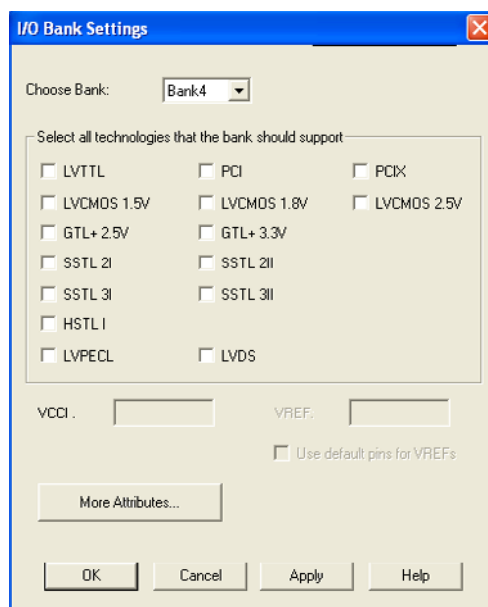 I/O Bank Settings
Choose Bank: Bank4
Select all technologies that the bank should support
LVTTL PCI PCIX
LVCMOS 1.5V LVCMOS 1.8V LVCMOS 2.5V
GTL+ 2.5V GTL+ 3.3V
SSTL 2I SSTL 2II
SSTL 3I SSTL 3II
HSTL I
LVPECL LVDS
VCCI . VREF.
Use default pins for VREFs
More Attributes...
OK Cancel Apply Help